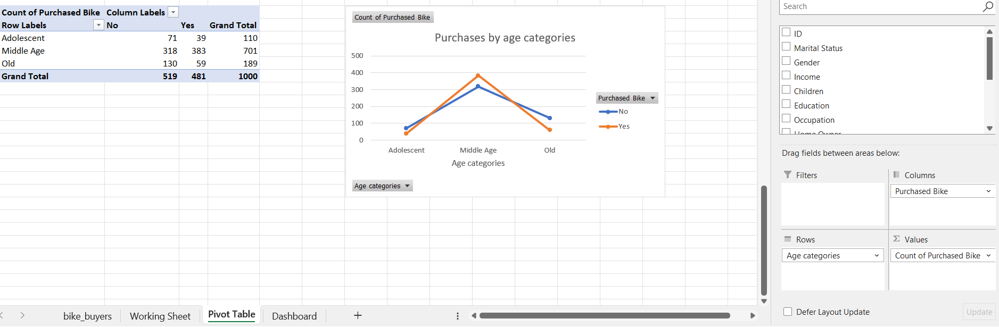 Count of Purchased Bike Column Labels
Row Labels No Yes Grand Total
Adolescent 71 39 110
Middle Age 318 383 701
Old 130 59 189
Grand Total 519 481 1000
Count of Purchased Bike
Purchases by age categories
500
400
300
200
100
0
Adolescent Middle Age Old
Age categories
Purchased Bike
No
Yes
Age categories
Search
ID
Marital Status
Gender
Income
Children
Education
Occupation
Home Owner
Drag fields between areas below:
Filters
Columns
Purchased Bike
Rows
Age categories
Σ Values
Count of Purchased Bike
Defer Layout Update Update
bike_buyers Working Sheet Pivot Table Dashboard +